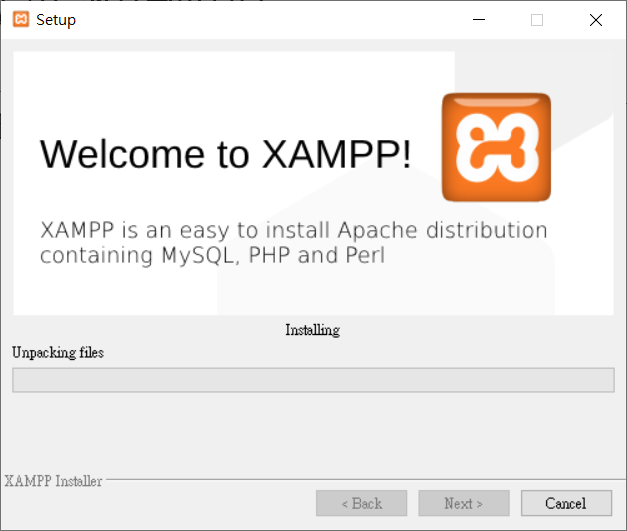 Setup
Welcome to XAMPP!
XAMPP is an easy to install Apache distribution
containing MySQL, PHP and Perl
Installing
Unpacking files
XAMPP Installer
< Back
Next >
Cancel